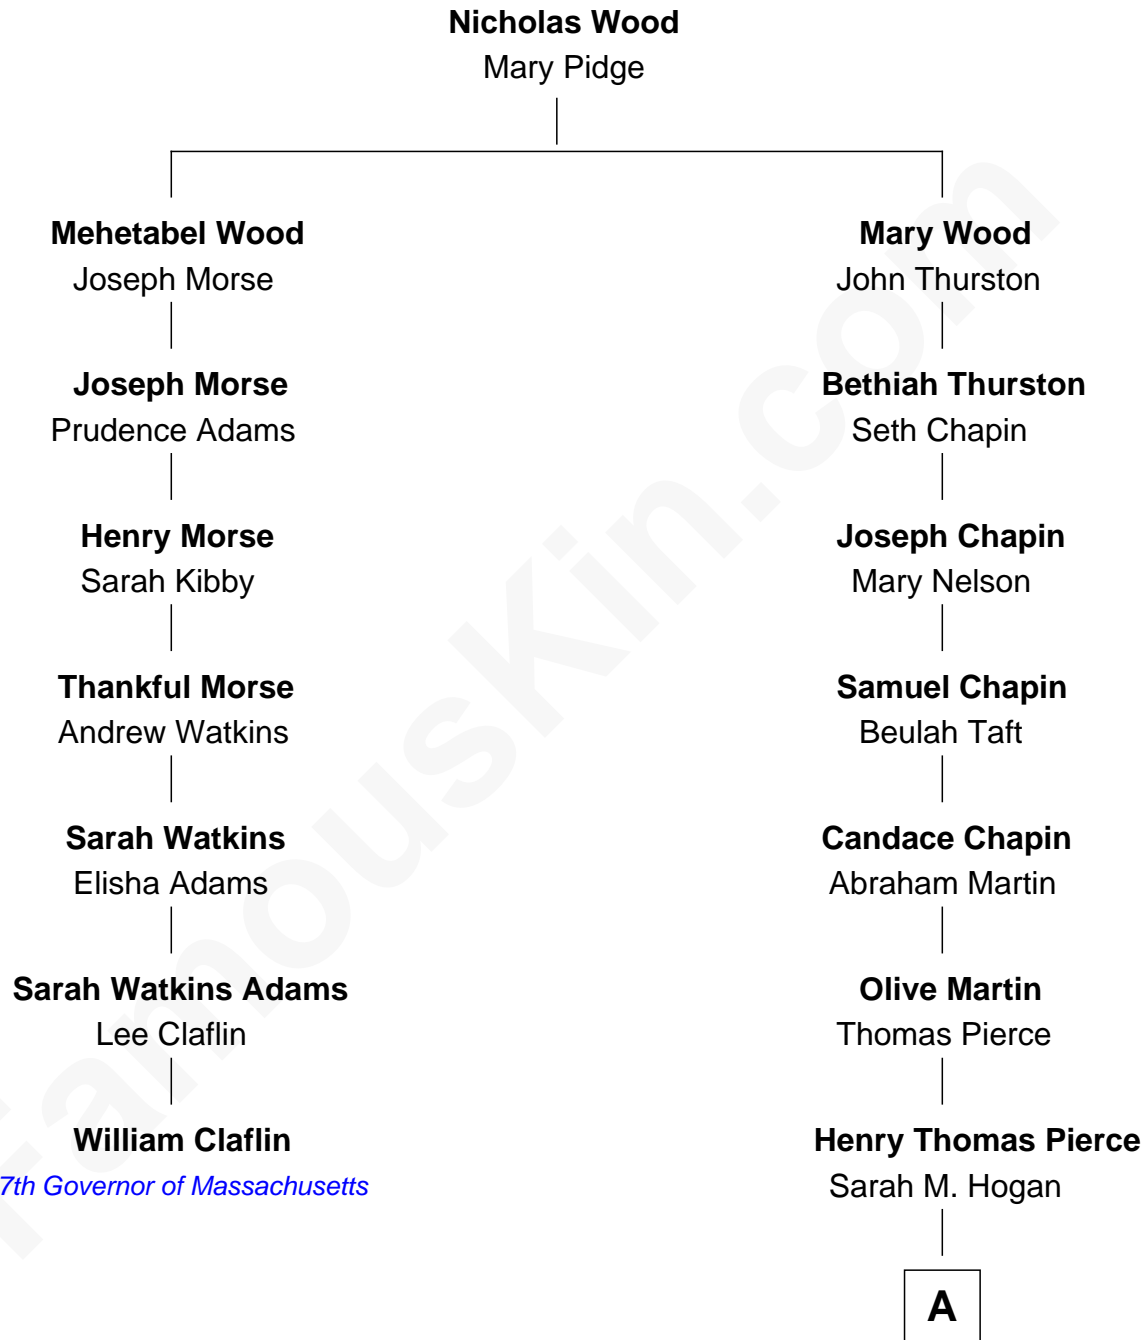 Nicholas Wood
Mary Pidge
Mehetabel Wood
Joseph Morse
Mary Wood
John Thurston
Joseph Morse
Prudence Adams
Bethiah Thurston
Seth Chapin
Henry Morse
Sarah Kibby
Joseph Chapin
Mary Nelson
Thankful Morse
Andrew Watkins
Samuel Chapin
Beulah Taft
Sarah Watkins
Elisha Adams
Candace Chapin
Abraham Martin
Sarah Watkins Adams
Lee Claflin
Olive Martin
Thomas Pierce
William Claflin
7th Governor of Massachusetts
Henry Thomas Pierce
Sarah M. Hogan
A
FamousKin.com